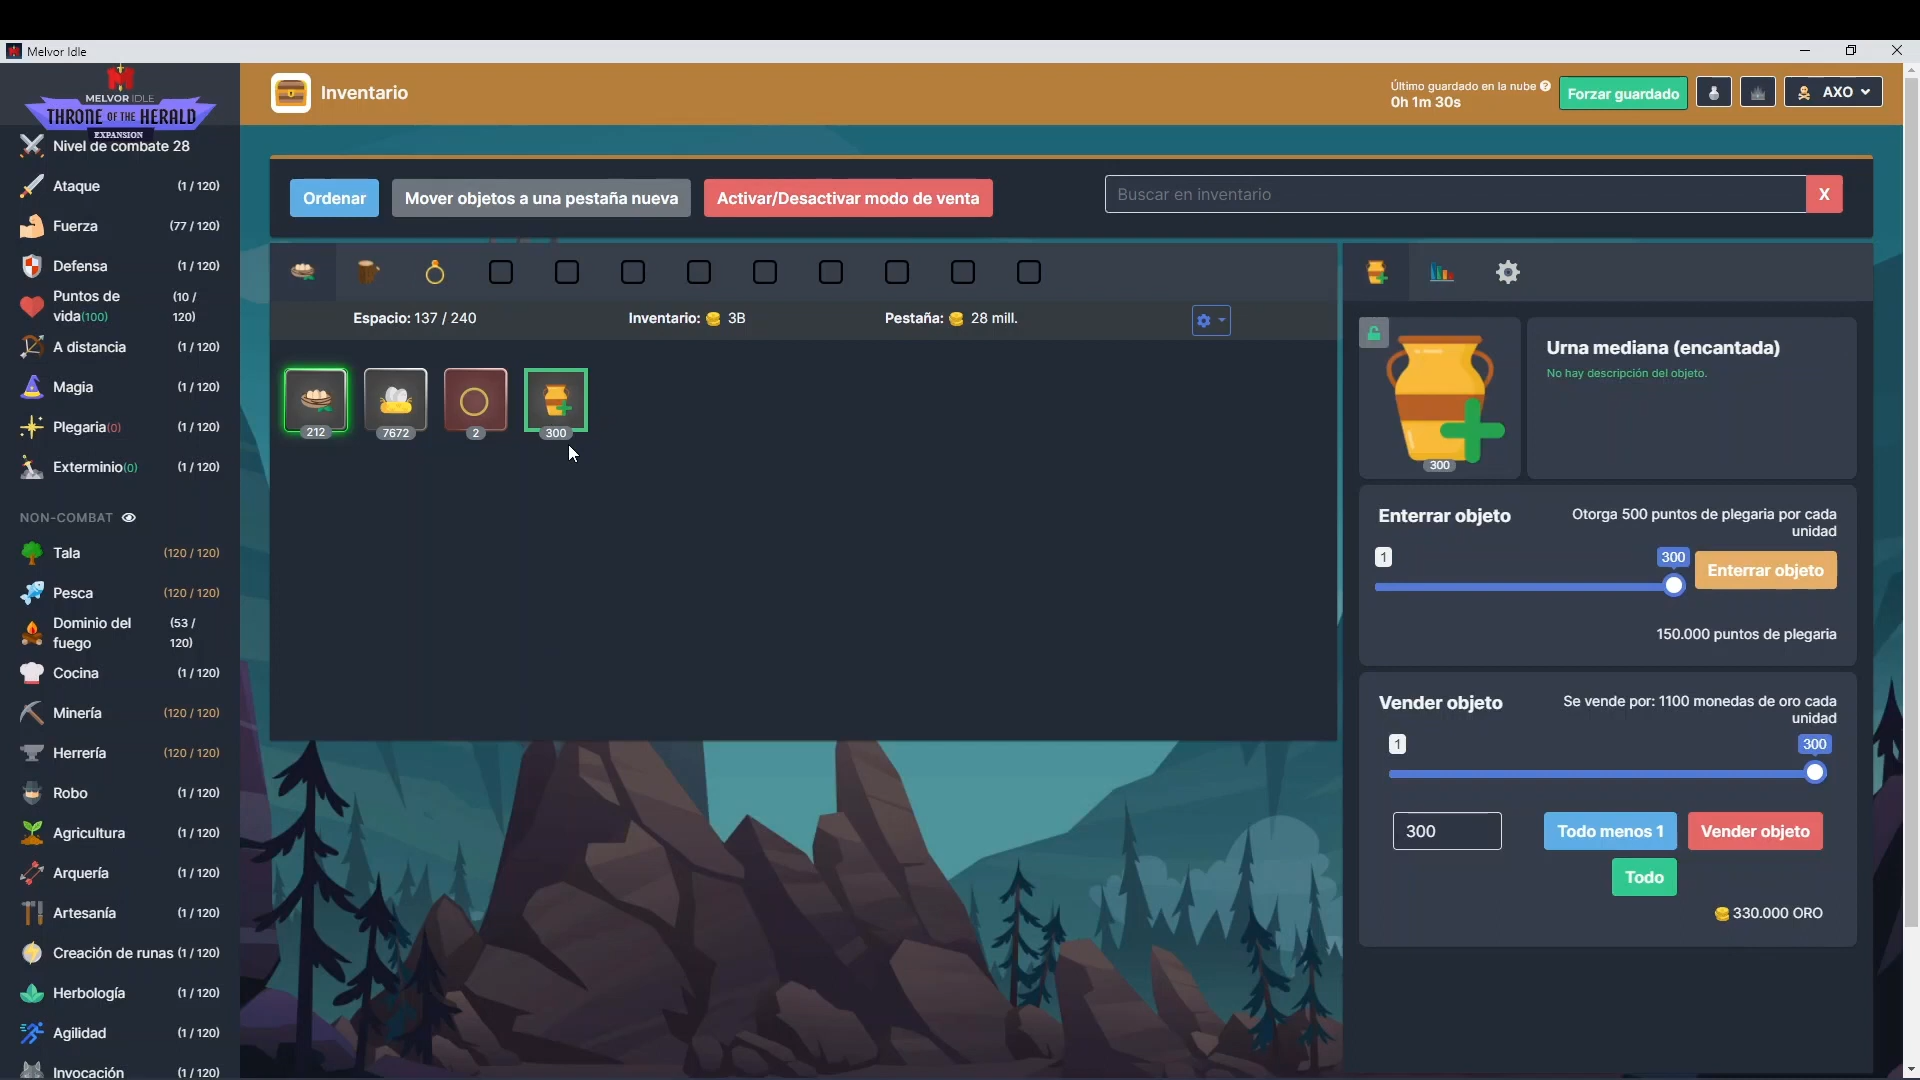 Melvor Idle
MELVOR IDLE
THRONE OF THE HERALD
EXPANSION
Inventario
Último guardado en la nube
0h 1m 30s
Forzar guardado
AXO
Nivel de combate 28
Ataque (1 / 120)
Fuerza (77 / 120)
Defensa (1 / 120)
Puntos de vida(100) (10 / 120)
A distancia (1 / 120)
Magia (1 / 120)
Plegaria(0) (1 / 120)
Exterminio(0) (1 / 120)
NON-COMBAT
Tala (120 / 120)
Pesca (120 / 120)
Dominio del fuego (53 / 120)
Cocina (1 / 120)
Minería (120 / 120)
Herrería (120 / 120)
Robo (1 / 120)
Agricultura (1 / 120)
Arquería (1 / 120)
Artesanía (1 / 120)
Creación de runas (1 / 120)
Herbología (1 / 120)
Agilidad (1 / 120)
Invocación (1 / 120)
Ordenar
Mover objetos a una pestaña nueva
Activar/Desactivar modo de venta
Buscar en inventario
X
Espacio: 137 / 240
Inventario: 3B
Pestaña: 28 mill.
212
7672
2
300
300
Urna mediana (encantada)
No hay descripción del objeto.
Enterrar objeto
Otorga 500 puntos de plegaria por cada
unidad
1
300
Enterrar objeto
150.000 puntos de plegaria
Vender objeto
Se vende por: 1100 monedas de oro cada
unidad
1
300
300
Todo menos 1
Vender objeto
Todo
330.000 ORO